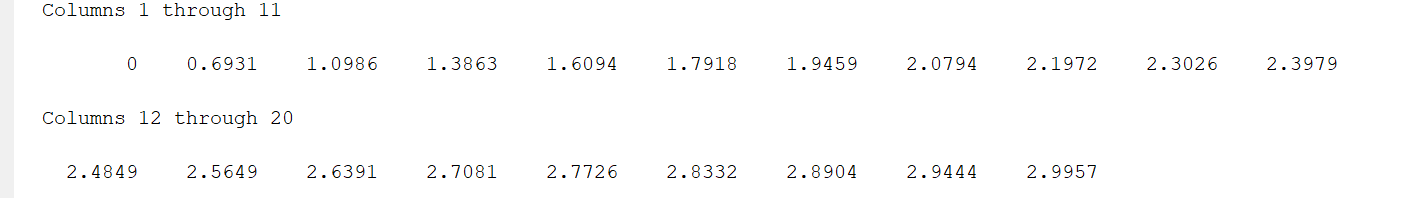 Columns 1 through 11
0 0.6931 1.0986 1.3863 1.6094 1.7918 1.9459 2.0794 2.1972 2.3026 2.3979
Columns 12 through 20
2.4849 2.5649 2.6391 2.7081 2.7726 2.8332 2.8904 2.9444 2.9957